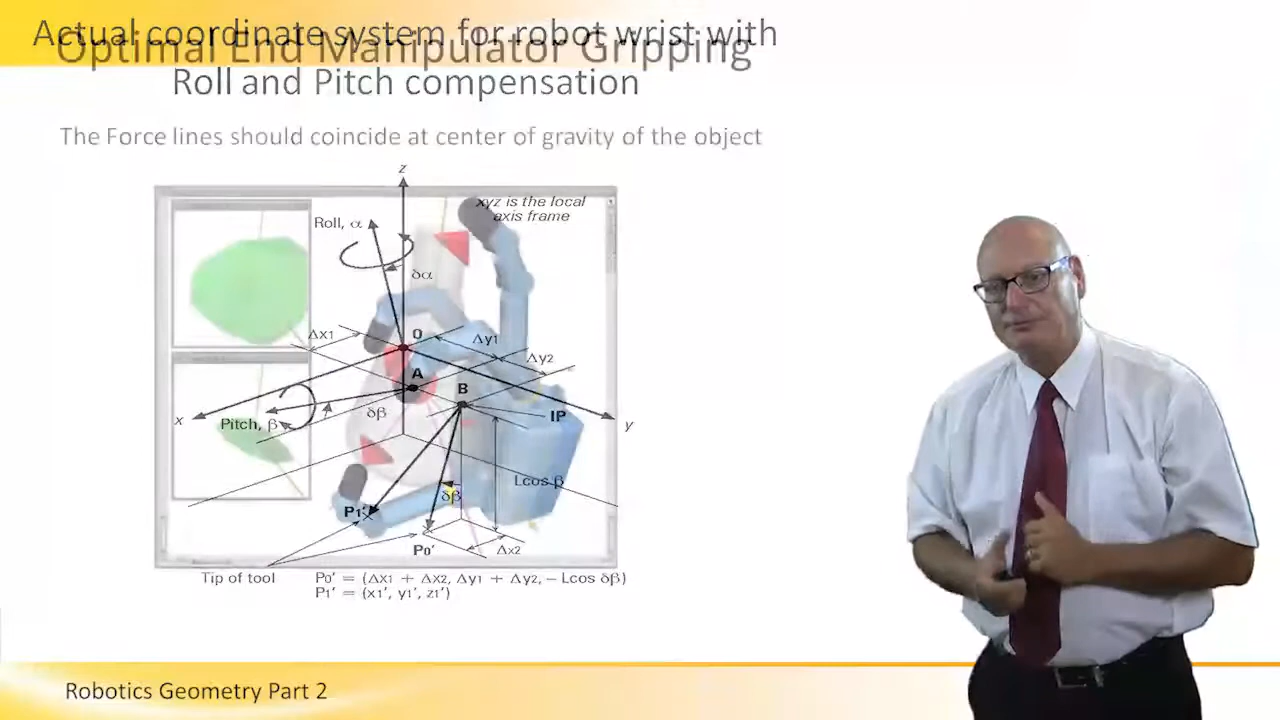 Actual coordinate system for robot wrist with
Optimal End Manipulator Gripping
Roll and Pitch compensation
The Force lines should coincide at center of gravity of the object
z
xyz is the local
axis frame
Roll, α
δα
Δx1
O
Δy1
Δy2
A
B
δβ
x
Pitch, β
IP
y
Lcos β
δβ
P1'
P0'
Δx2
Tip of tool
P0' = (Δx1 + Δx2, Δy1 + Δy2, − Lcos δβ)
P1' = (x1', y1', z1')
Robotics Geometry Part 2